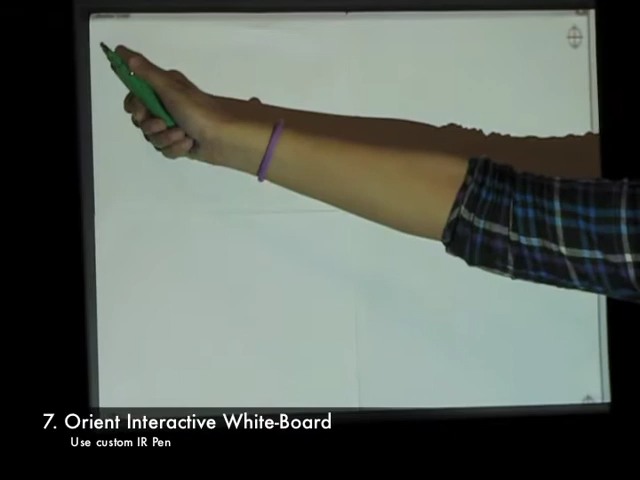 7. Orient Interactive White-Board
Use custom IR Pen